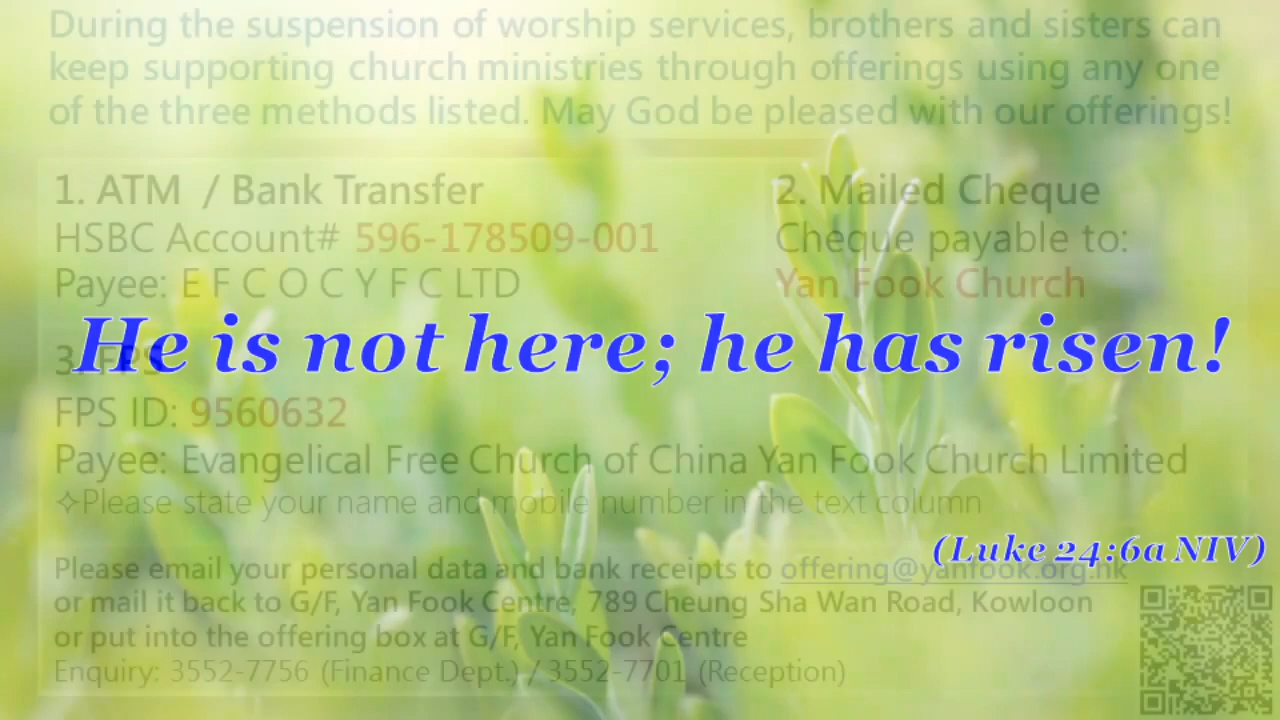 During the suspension of worship services, brothers and sisters can
keep supporting church ministries through offerings using any one
of the three methods listed. May God be pleased with our offerings!
1. ATM / Bank Transfer
HSBC Account# 596-178509-001
Payee: E F C O C Y F C LTD
2. Mailed Cheque
Cheque payable to:
Yan Fook Church
He is not here; he has risen!
3. FPS
FPS ID: 9560632
Payee: Evangelical Free Church of China Yan Fook Church Limited
✧Please state your name and mobile number in the text column
(Luke 24:6a NIV)
Please email your personal data and bank receipts to offering@yanfook.org.hk
or mail it back to G/F, Yan Fook Centre, 789 Cheung Sha Wan Road, Kowloon
or put into the offering box at G/F, Yan Fook Centre
Enquiry: 3552-7756 (Finance Dept.) / 3552-7701 (Reception)